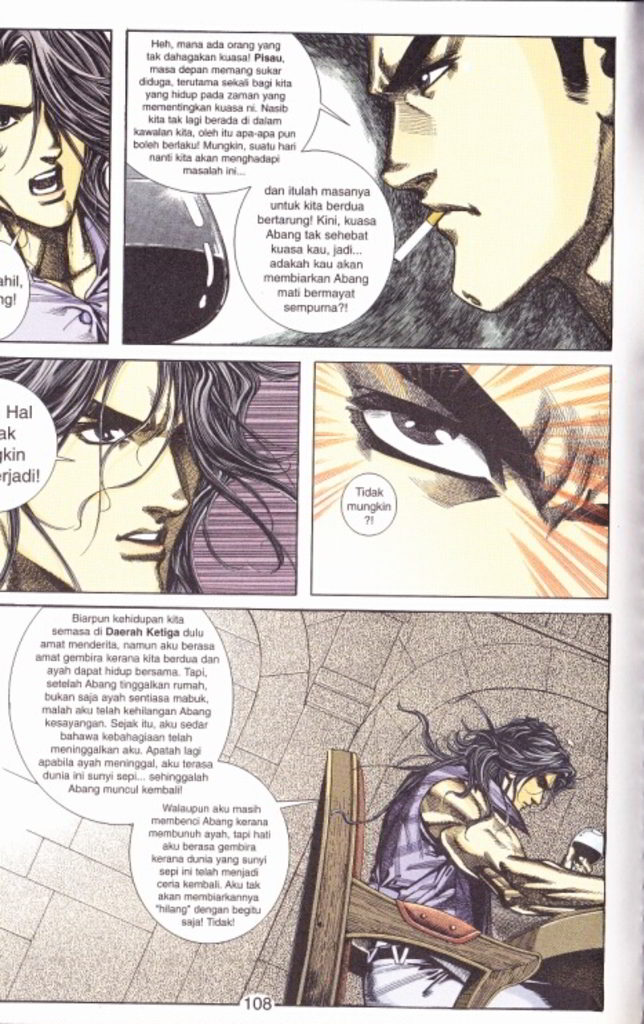 Heh, mana ada orang yang
tak dahagakan kuasa! Pisau,
masa depan memang sukar
diduga, terutama sekali bagi kita
yang hidup pada zaman yang
mementingkan kuasa ni. Nasib
kita tak lagi berada di dalam
kawalan kita, oleh itu apa-apa pun
boleh berlaku! Mungkin, suatu hari
nanti kita akan menghadapi
masalah ini...
dan itulah masanya
untuk kita berdua
bertarung! Kini, kuasa
Abang tak sehebat
kuasa kau, jadi...
adakah kau akan
membiarkan Abang
mati bermayat
sempurna?!
ahil,
ng!
Hal
ak
gkin
erjadi!
Tidak
mungkin
?!
Biarpun kehidupan kita
semasa di Daerah Ketiga dulu
amat menderita, namun aku berasa
amat gembira kerana kita berdua dan
ayah dapat hidup bersama. Tapi,
setelah Abang tinggalkan rumah,
bukan saja ayah sentiasa mabuk,
malah aku telah kehilangan Abang
kesayangan. Sejak itu, aku sedar
bahawa kebahagiaan telah
meninggalkan aku. Apatah lagi
apabila ayah meninggal, aku terasa
dunia ini sunyi sepi... sehinggalah
Abang muncul kembali!
Walaupun aku masih
membenci Abang kerana
membunuh ayah, tapi hati
aku berasa gembira
kerana dunia yang sunyi
sepi ini telah menjadi
ceria kembali. Aku tak
akan membiarkannya
"hilang" dengan begitu
saja! Tidak!
108